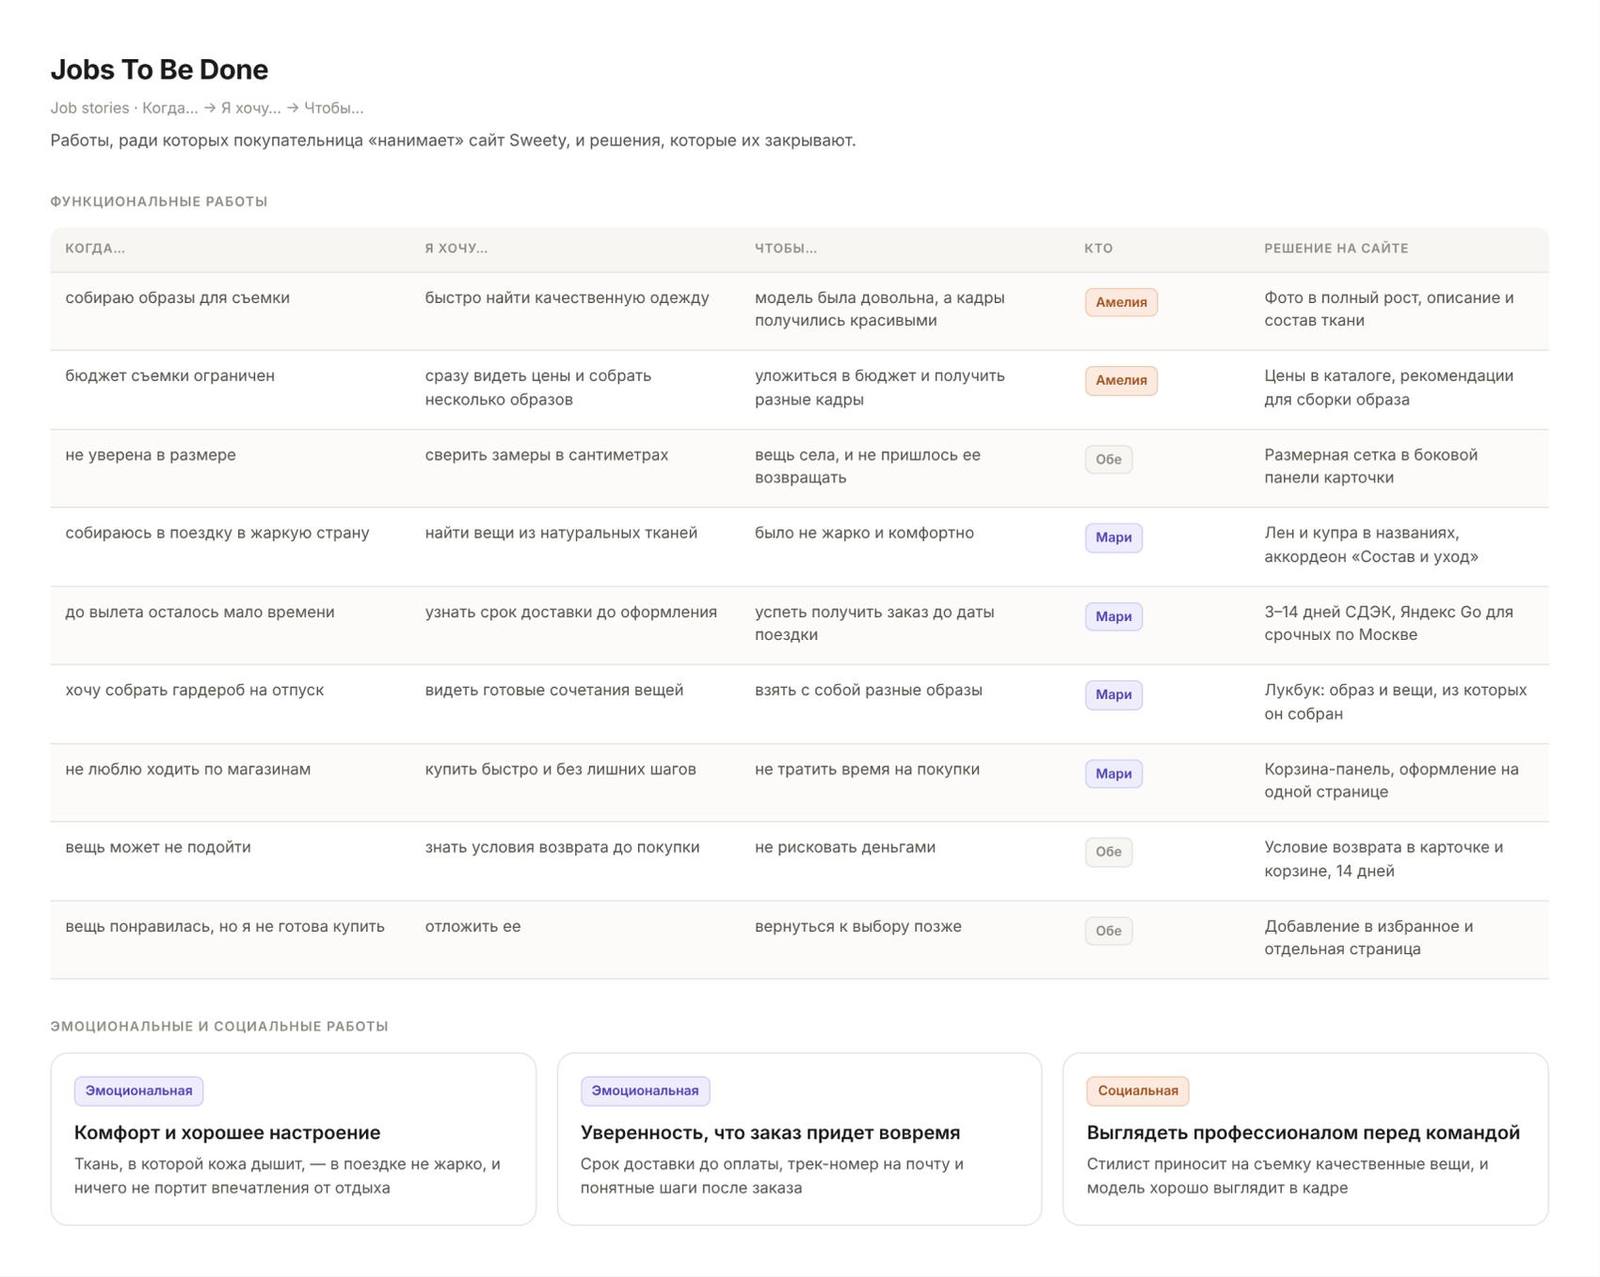 Jobs To Be Done
Job stories · Когда... → Я хочу... → Чтобы...
Работы, ради которых покупательница «нанимает» сайт Sweety, и решения, которые их закрывают.
ФУНКЦИОНАЛЬНЫЕ РАБОТЫ
КОГДА... Я ХОЧУ... ЧТОБЫ... КТО РЕШЕНИЕ НА САЙТЕ
собираю образы для съемки быстро найти качественную одежду модель была довольна, а кадры Амелия Фото в полный рост, описание и
получились красивыми состав ткани
бюджет съемки ограничен сразу видеть цены и собрать уложиться в бюджет и получить Амелия Цены в каталоге, рекомендации
несколько образов разные кадры для сборки образа
не уверена в размере сверить замеры в сантиметрах вещь села, и не пришлось ее Обе Размерная сетка в боковой
возвращать панели карточки
собираюсь в поездку в жаркую страну найти вещи из натуральных тканей было не жарко и комфортно Мари Лен и купра в названиях,
аккордеон «Состав и уход»
до вылета осталось мало времени узнать срок доставки до оформления успеть получить заказ до даты Мари 3–14 дней СДЭК, Яндекс Go для
поездки срочных по Москве
хочу собрать гардероб на отпуск видеть готовые сочетания вещей взять с собой разные образы Мари Лукбук: образ и вещи, из которых
он собран
не люблю ходить по магазинам купить быстро и без лишних шагов не тратить время на покупки Мари Корзина-панель, оформление на
одной странице
вещь может не подойти знать условия возврата до покупки не рисковать деньгами Обе Условие возврата в карточке и
корзине, 14 дней
вещь понравилась, но я не готова купить отложить ее вернуться к выбору позже Обе Добавление в избранное и
отдельная страница
ЭМОЦИОНАЛЬНЫЕ И СОЦИАЛЬНЫЕ РАБОТЫ
Эмоциональная
Комфорт и хорошее настроение
Ткань, в которой кожа дышит, — в поездке не жарко, и
ничего не портит впечатления от отдыха
Эмоциональная
Уверенность, что заказ придет вовремя
Срок доставки до оплаты, трек-номер на почту и
понятные шаги после заказа
Социальная
Выглядеть профессионалом перед командой
Стилист приносит на съемку качественные вещи, и
модель хорошо выглядит в кадре